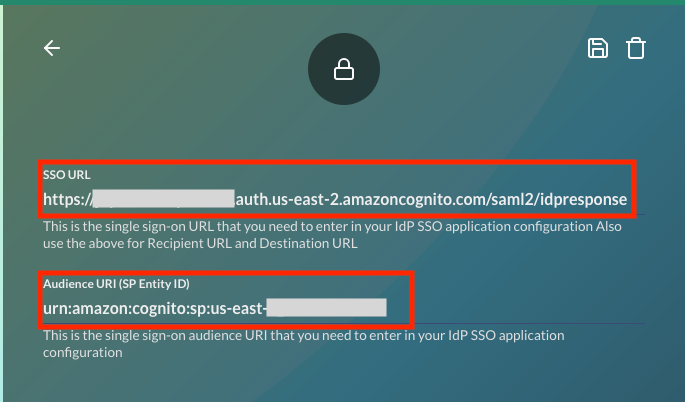 SSO URL
https:// auth.us-east-2.amazoncognito.com/saml2/idpresponse
This is the single sign-on URL that you need to enter in your IdP SSO application configuration Also
use the above for Recipient URL and Destination URL
Audience URI (SP Entity ID)
urn:amazon:cognito:sp:us-east-
This is the single sign-on audience URI that you need to enter in your IdP SSO application
configuration